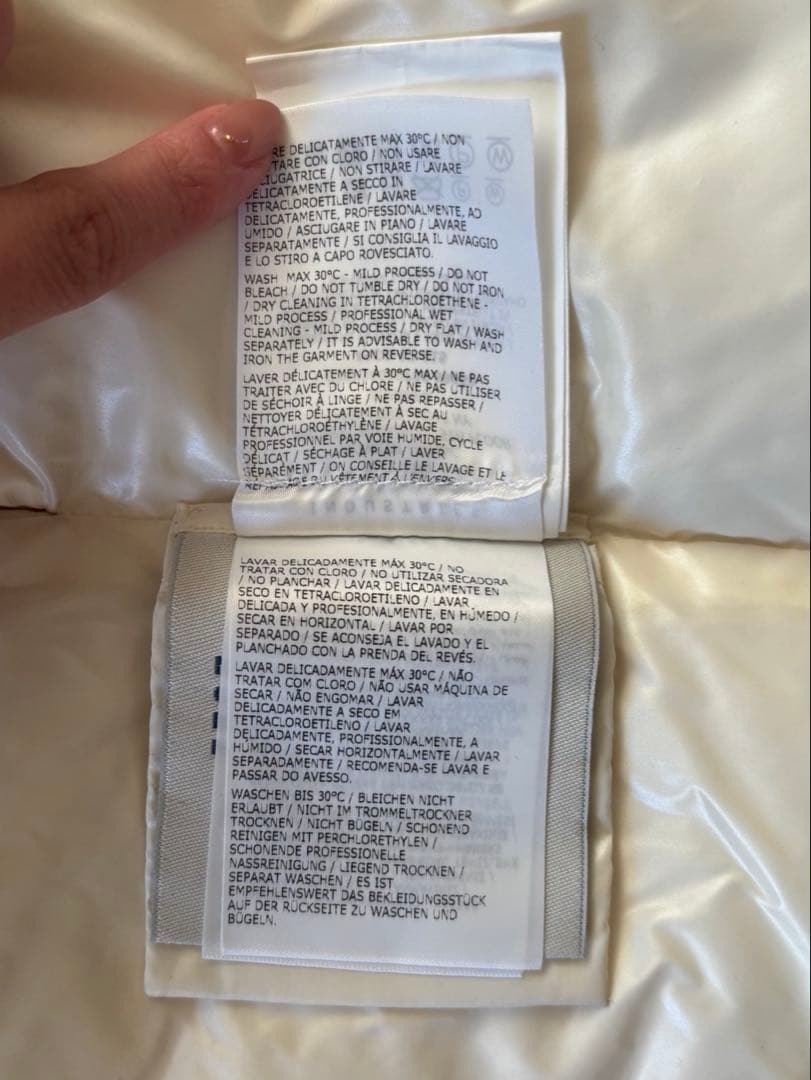 RE DELICATAMENTE MAX 30°C / NON
TARE CON CLORO / NON USARE
CIUGATRICE / NON STIRARE / LAVARE
DELICATAMENTE A SECCO IN
TETRACLOROETILENE / LAVARE
DELICATAMENTE, PROFESSIONALMENTE, AD
UMIDO / ASCIUGARE IN PIANO / LAVARE
SEPARATAMENTE / SI CONSIGLIA IL LAVAGGIO
E LO STIRO A CAPO ROVESCIATO.
WASH MAX 30°C - MILD PROCESS / DO NOT
BLEACH / DO NOT TUMBLE DRY / DO NOT IRON
/ DRY CLEANING IN TETRACHLOROETHENE -
MILD PROCESS / PROFESSIONAL WET
CLEANING - MILD PROCESS / DRY FLAT / WASH
SEPARATELY / IT IS ADVISABLE TO WASH AND
IRON THE GARMENT ON REVERSE.
LAVER DÉLICATEMENT À 30°C MAX / NE PAS
TRAITER AVEC DU CHLORE / NE PAS UTILISER
DE SÉCHOIR À LINGE / NE PAS REPASSER /
NETTOYER DÉLICATEMENT À SEC AU
TÉTRACHLOROÉTHYLÈNE / LAVAGE
PROFESSIONNEL PAR VOIE HUMIDE, CYCLE
DÉLICAT / SÉCHAGE À PLAT / LAVER
SÉPARÉMENT / ON CONSEILLE LE LAVAGE ET LE
REPASSAGE DU VÊTEMENT À L'ENVERS
INDUSTRIES
LAVAR DELICADAMENTE MÁX 30°C / NO
TRATAR CON CLORO / NO UTILIZAR SECADORA
/ NO PLANCHAR / LAVAR DELICADAMENTE EN
SECO EN TETRACLOROETILENO / LAVAR
DELICADA Y PROFESIONALMENTE, EN HÚMEDO /
SECAR EN HORIZONTAL / LAVAR POR
SEPARADO / SE ACONSEJA EL LAVADO Y EL
PLANCHADO CON LA PRENDA DEL REVÉS.
LAVAR DELICADAMENTE MÁX 30°C / NÃO
TRATAR COM CLORO / NÃO USAR MÁQUINA DE
SECAR / NÃO ENGOMAR / LAVAR
DELICADAMENTE A SECO EM
TETRACLOROETILENO / LAVAR
DELICADAMENTE, PROFISSIONALMENTE, A
HÚMIDO / SECAR HORIZONTALMENTE / LAVAR
SEPARADAMENTE / RECOMENDA-SE LAVAR E
PASSAR DO AVESSO.
WASCHEN BIS 30°C / BLEICHEN NICHT
ERLAUBT / NICHT IM TROMMELTROCKNER
TROCKNEN / NICHT BÜGELN / SCHONEND
REINIGEN MIT PERCHLORETHYLEN /
SCHONENDE PROFESSIONELLE
NASSREINIGUNG / LIEGEND TROCKNEN /
SEPARAT WASCHEN / ES IST
EMPFEHLENSWERT DAS BEKLEIDUNGSSTÜCK
AUF DER RÜCKSEITE ZU WASCHEN UND
BÜGELN.